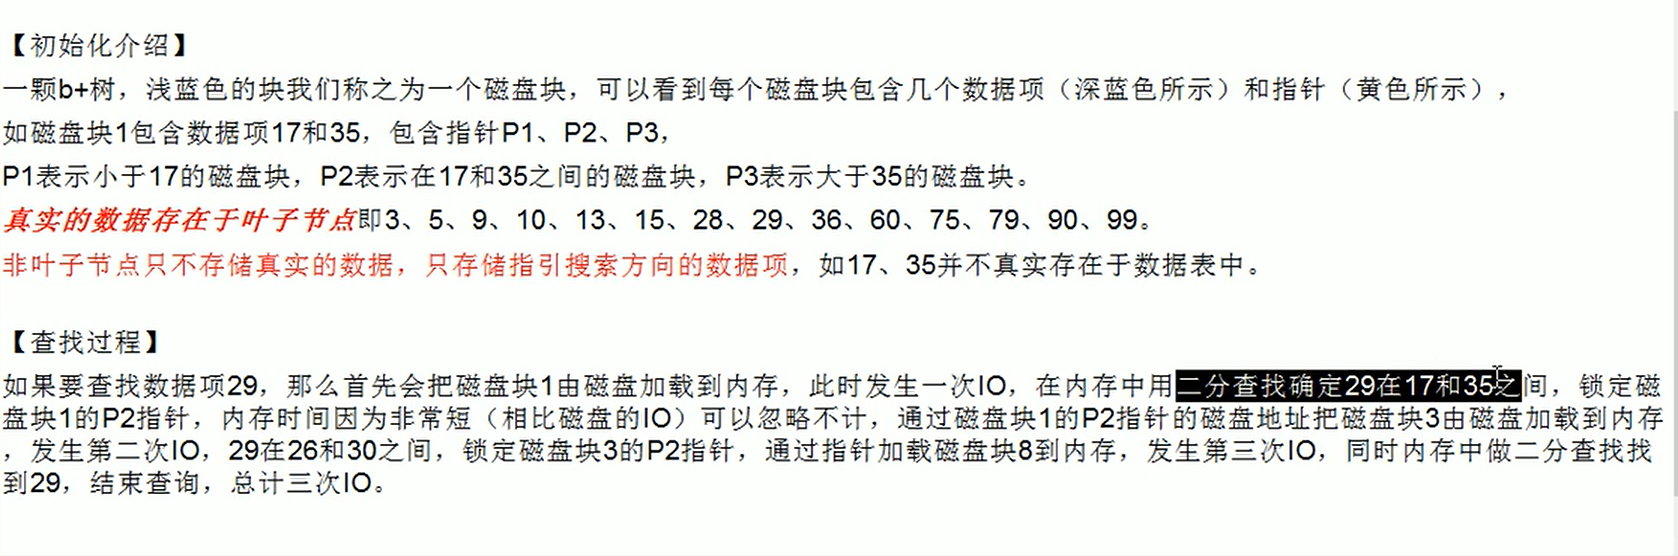 【初始化介绍】
一颗b+树，浅蓝色的块我们称之为一个磁盘块，可以看到每个磁盘块包含几个数据项（深蓝色所示）和指针（黄色所示），
如磁盘块1包含数据项17和35，包含指针P1、P2、P3，
P1表示小于17的磁盘块，P2表示在17和35之间的磁盘块，P3表示大于35的磁盘块。
真实的数据存在于叶子节点即3、5、9、10、13、15、28、29、36、60、75、79、90、99。
非叶子节点只不存储真实的数据，只存储指引搜索方向的数据项，如17、35并不真实存在于数据表中。
【查找过程】
如果要查找数据项29，那么首先会把磁盘块1由磁盘加载到内存，此时发生一次IO，在内存中用二分查找确定29在17和35之间，锁定磁
盘块1的P2指针，内存时间因为非常短（相比磁盘的IO）可以忽略不计，通过磁盘块1的P2指针的磁盘地址把磁盘块3由磁盘加载到内存
，发生第二次IO，29在26和30之间，锁定磁盘块3的P2指针，通过指针加载磁盘块8到内存，发生第三次IO，同时内存中做二分查找找
到29，结束查询，总计三次IO。